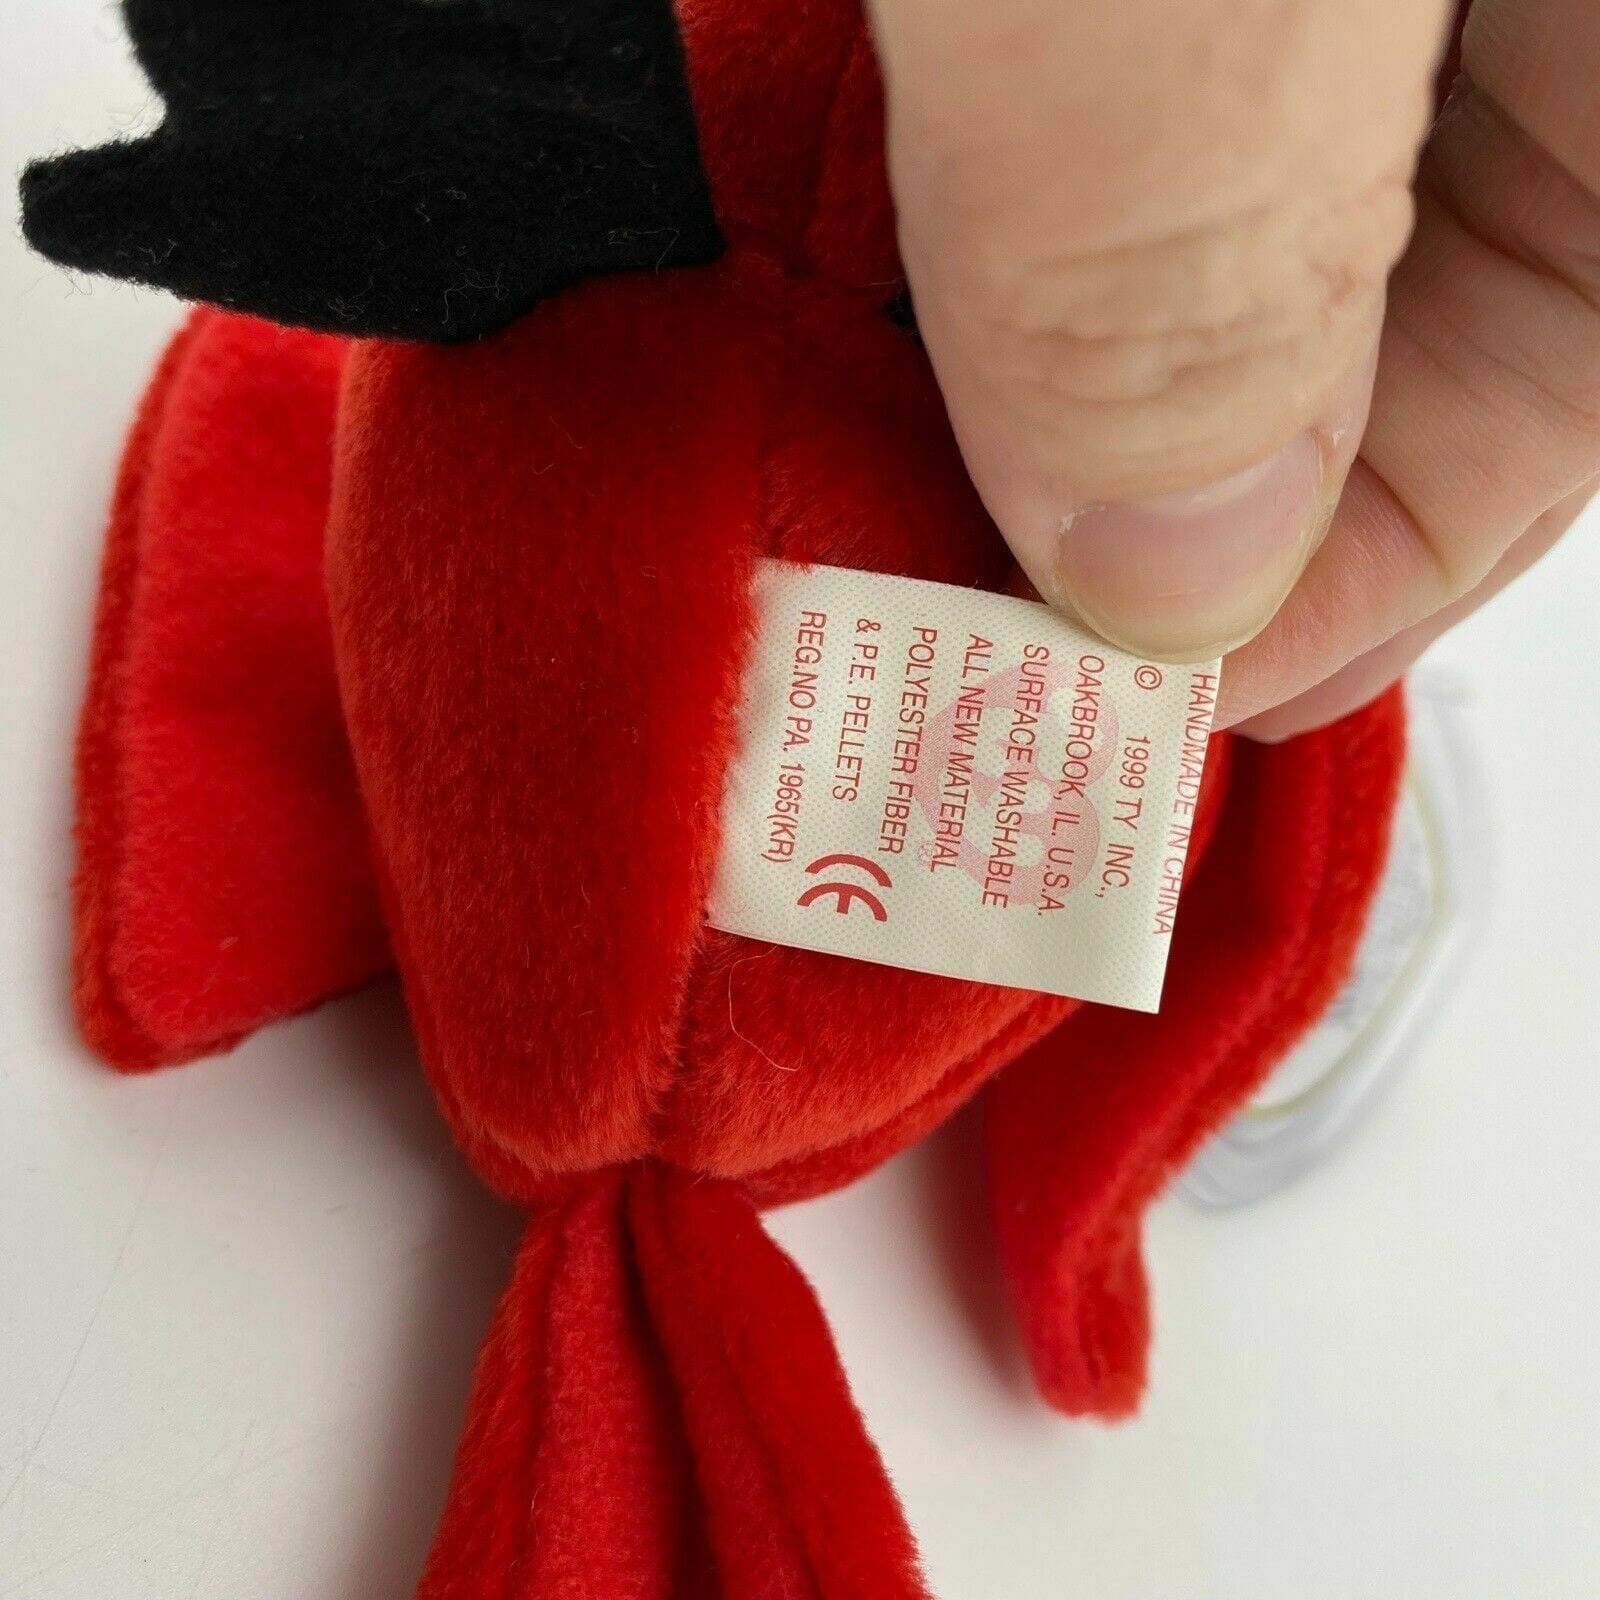 HANDMADE IN CHINA
© 1999 TY INC.,
OAKBROOK, IL. U.S.A.
SURFACE WASHABLE
ALL NEW MATERIAL
POLYESTER FIBER
& P.E. PELLETS
REG.NO PA. 1965(KR)
CE